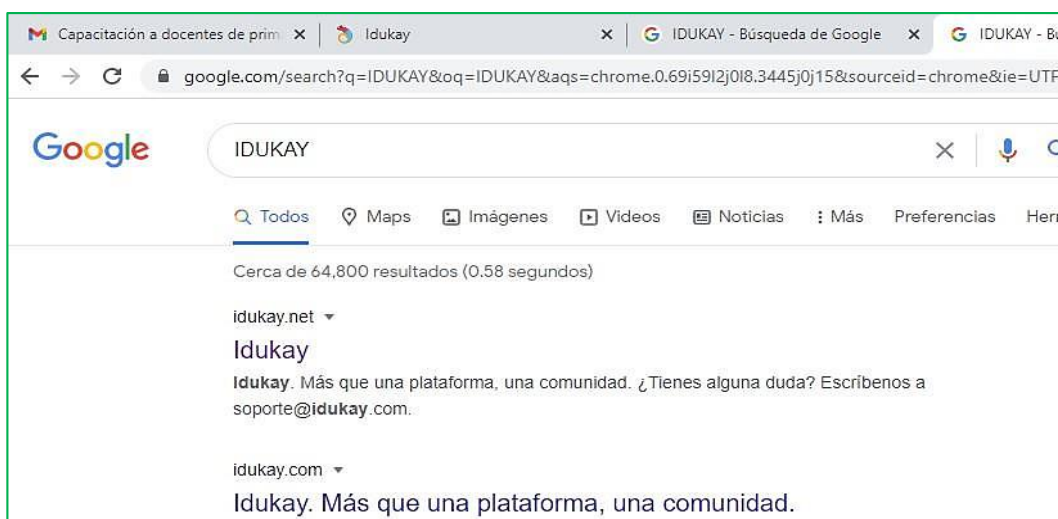 Capacitación a docentes de prim
Idukay
IDUKAY - Búsqueda de Google
IDUKAY - Bú
google.com/search?q=IDUKAY&oq=IDUKAY&aqs=chrome.0.69i59l2j0l8.3445j0j15&sourceid=chrome&ie=UTF
Google
IDUKAY
Todos Maps Imágenes Videos Noticias Más Preferencias Herr
Cerca de 64,800 resultados (0.58 segundos)
idukay.net
Idukay
Idukay. Más que una plataforma, una comunidad. ¿Tienes alguna duda? Escríbenos a
soporte@idukay.com.
idukay.com
Idukay. Más que una plataforma, una comunidad.